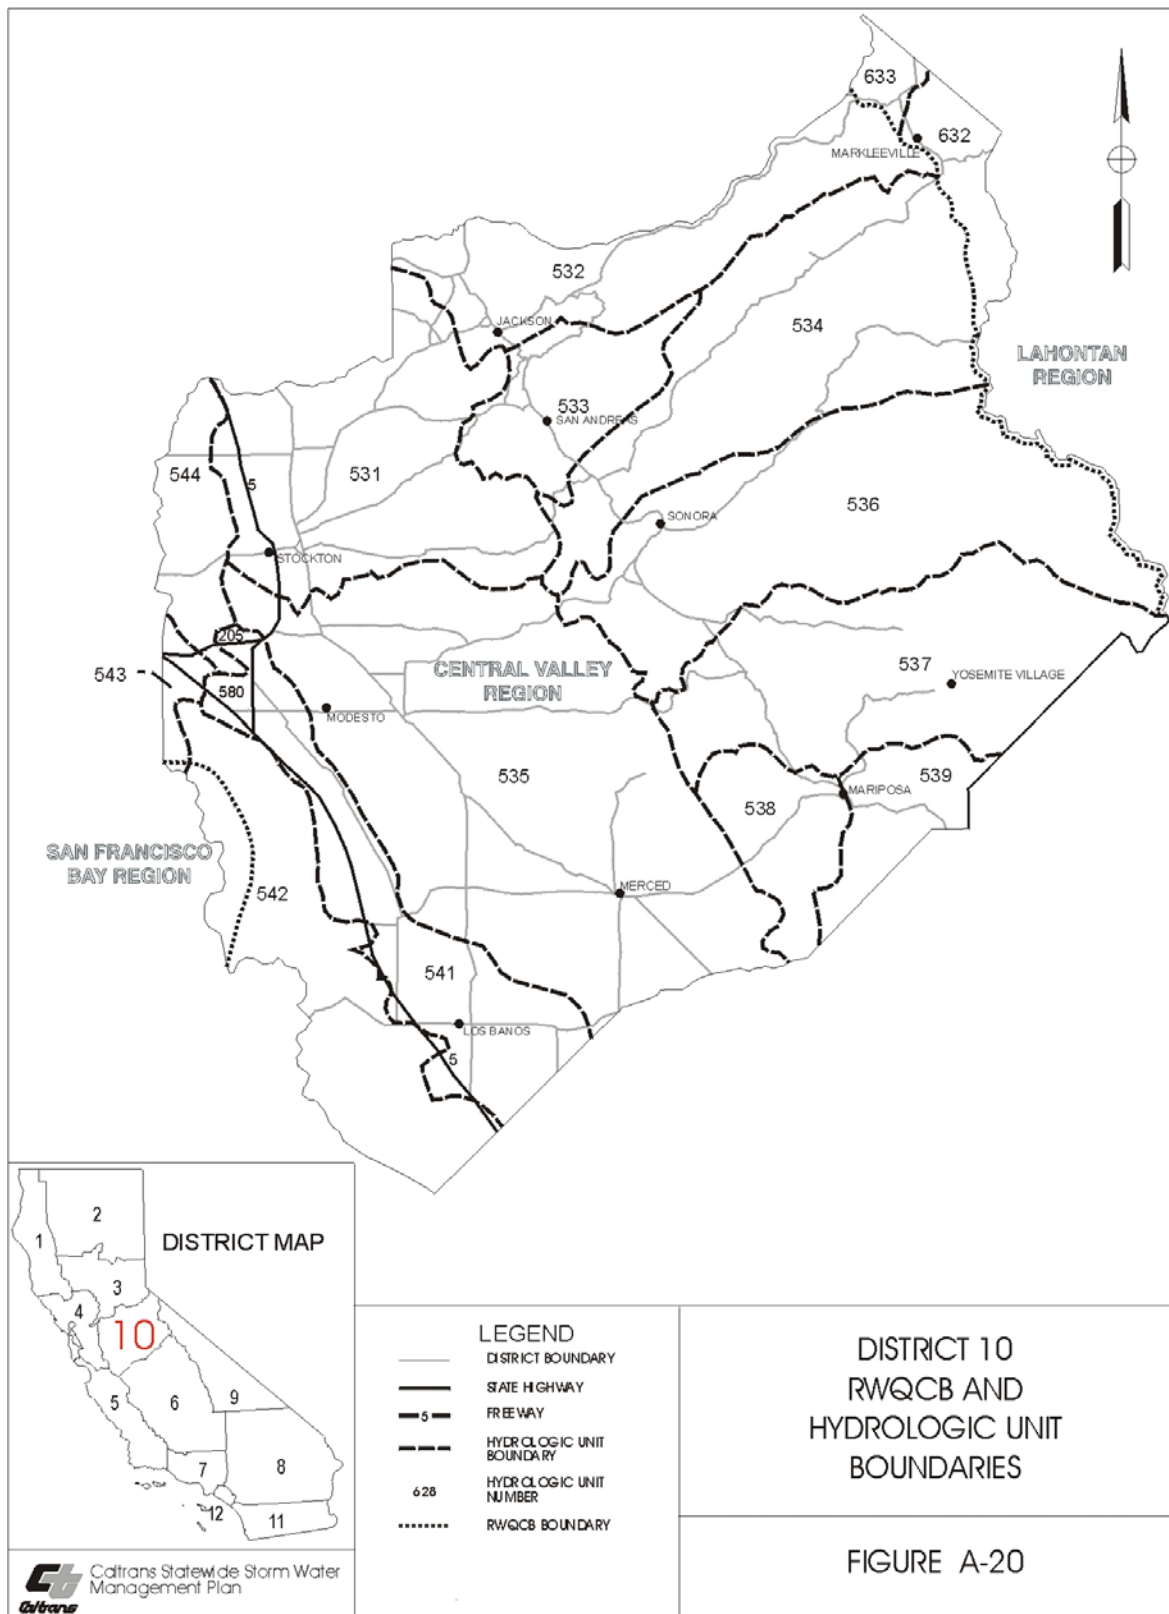 633
632
MARKLEEVILLE
532
534
JACKSON
LAHONTAN
REGION
533
SAN ANDREAS
544
5
531
536
SONORA
STOCKTON
205
543
CENTRAL VALLEY
REGION
537
580
YOSEMITE VILLAGE
MODESTO
535
539
MARIPOSA
538
SAN FRANCISCO
BAY REGION
542
MERCED
541
LOS BANOS
5
DISTRICT MAP
1
2
3
4
10
5
6
9
7
8
12
11
LEGEND
DISTRICT BOUNDARY
STATE HIGHWAY
5 FREEWAY
HYDROLOGIC UNIT
BOUNDARY
628 HYDROLOGIC UNIT
NUMBER
RWQCB BOUNDARY
DISTRICT 10
RWQCB AND
HYDROLOGIC UNIT
BOUNDARIES
FIGURE A-20
Caltrans Statewide Storm Water
Management Plan
Caltrans